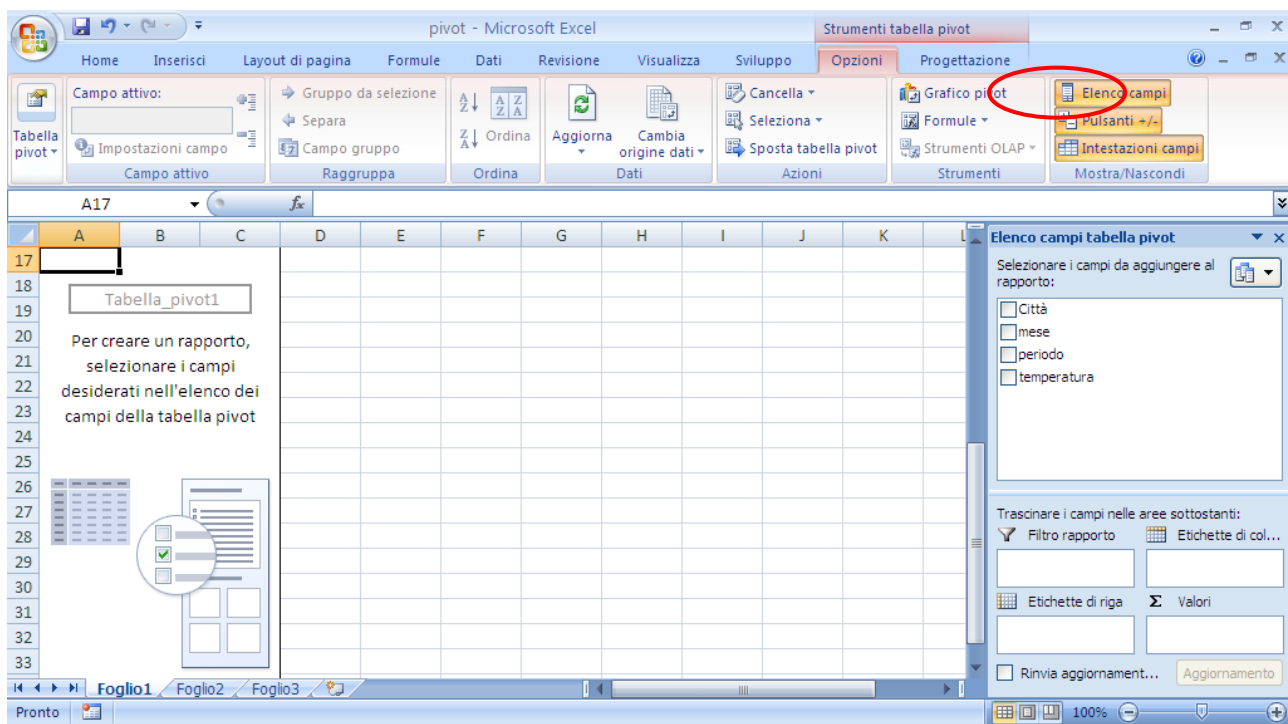 pivot - Microsoft Excel
Strumenti tabella pivot
Home Inserisci Layout di pagina Formule Dati Revisione Visualizza Sviluppo Opzioni Progettazione
Tabella pivot
Campo attivo:
Impostazioni campo
Campo attivo
Gruppo da selezione
Separa
Campo gruppo
Raggruppa
Ordina
Ordina
Aggiorna
Cambia
origine dati
Dati
Cancella
Seleziona
Sposta tabella pivot
Azioni
Grafico pivot
Formule
Strumenti OLAP
Strumenti
Elenco campi
Pulsanti +/-
Intestazioni campi
Mostra/Nascondi
A17
fx
A B C D E F G H I J K L
17
18
19
20
21
22
23
24
25
26
27
28
29
30
31
32
33
Tabella_pivot1
Per creare un rapporto,
selezionare i campi
desiderati nell'elenco dei
campi della tabella pivot
Elenco campi tabella pivot
Selezionare i campi da aggiungere al
rapporto:
Città
mese
periodo
temperatura
Trascinare i campi nelle aree sottostanti:
Filtro rapporto
Etichette di col...
Etichette di riga
Σ Valori
Rinvia aggiornament...
Aggiornamento
Foglio1 Foglio2 Foglio3
Pronto
100%